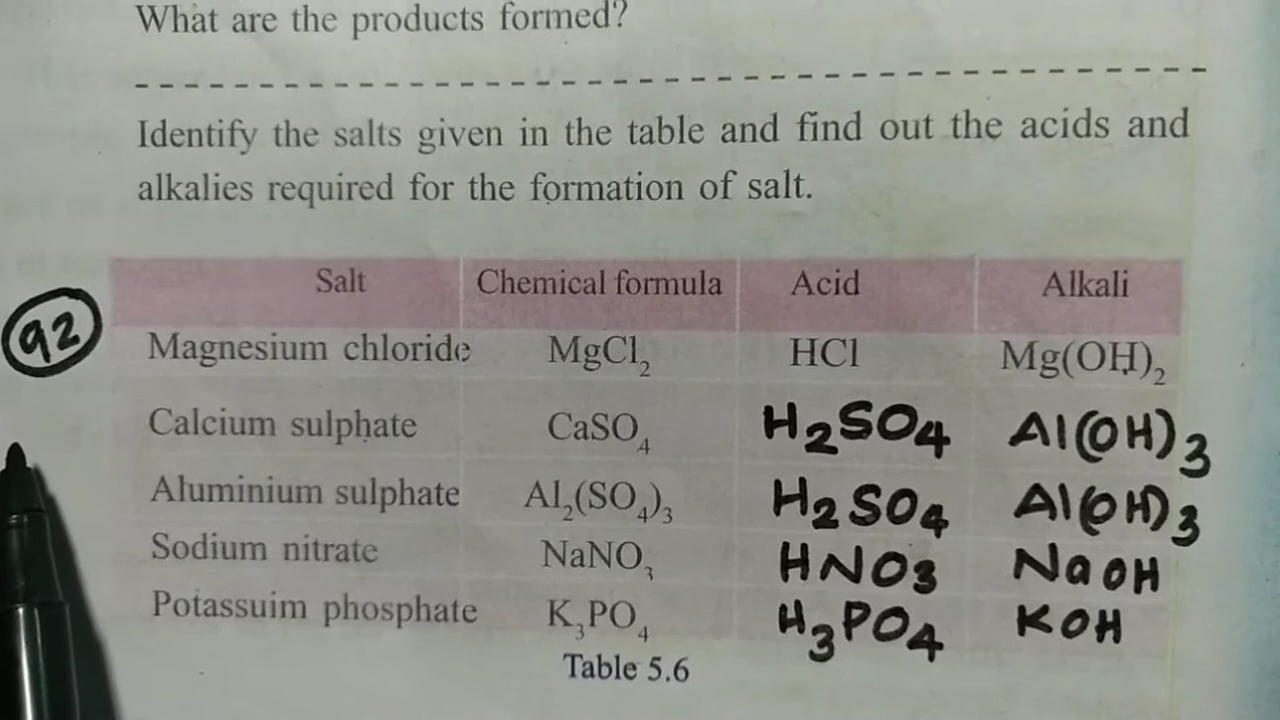 What are the products formed?
Identify the salts given in the table and find out the acids and
alkalies required for the formation of salt.
Salt Chemical formula Acid Alkali
92
Magnesium chloride MgCl₂ HCl Mg(OH)₂
Calcium sulphate CaSO₄ H₂SO₄ Al(OH)₃
Aluminium sulphate Al₂(SO₄)₃ H₂SO₄ Al(OH)₃
Sodium nitrate NaNO₃ HNO₃ NaOH
Potassuim phosphate K₃PO₄ H₃PO₄ KOH
Table 5.6